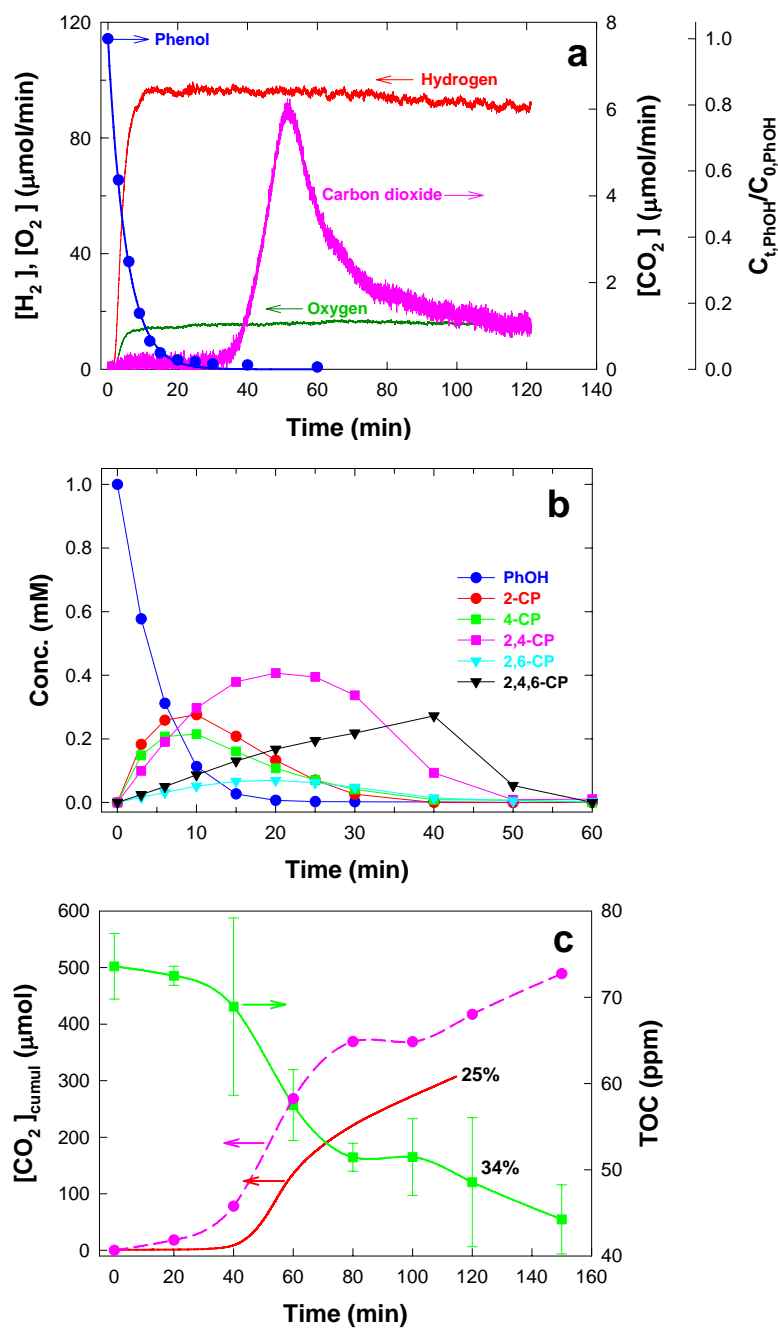 a
Phenol
Hydrogen
Carbon dioxide
Oxygen
120
90
60
30
0
8
6
4
2
0
1.0
0.8
0.6
0.4
0.2
0.0
0 20 40 60 80 100 120 140
Time (min)
[H2], [O2] (μmol/min)
[CO2] (μmol/min)
Ct,PhOH/C0,PhOH
b
PhOH
2-CP
4-CP
2,4-CP
2,6-CP
2,4,6-CP
1.0
0.8
0.6
0.4
0.2
0.0
0 10 20 30 40 50 60
Time (min)
Conc. (mM)
c
25%
34%
600
500
400
300
200
100
0
80
70
60
50
40
0 20 40 60 80 100 120 140 160
Time (min)
[CO2]cumul (μmol)
TOC (ppm)